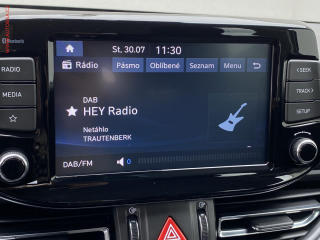 Bluetooth
St. 30.07 11:30
Rádio Pásmo Oblíbené Seznam Menu
RADIO
MEDIA
< SEEK
TRACK >
SETUP
DAB
HEY Radio
Netáhlo
TRAUTENBERK
DAB/FM 0